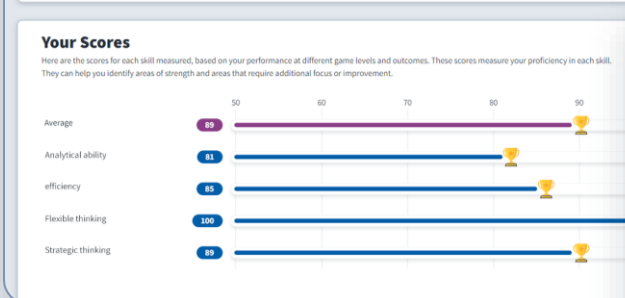 Your Scores
Here are the scores for each skill measured, based on your performance at different game levels and outcomes. These scores measure your proficiency in each skill.
They can help you identify areas of strength and areas that require additional focus or improvement.
50 60 70 80 90
Average 89
Analytical ability 81
efficiency 85
Flexible thinking 100
Strategic thinking 89